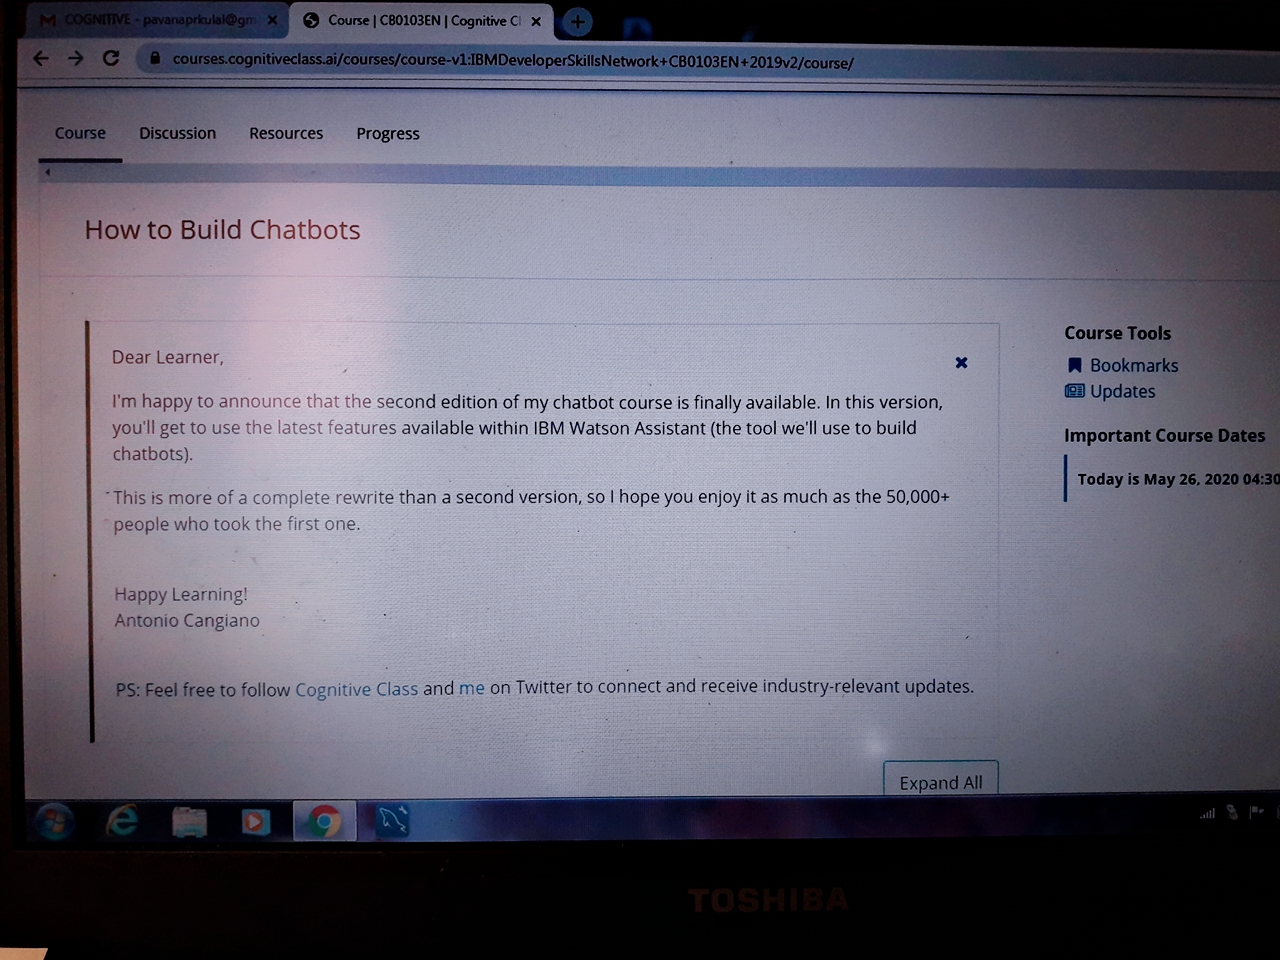 COGNITIVE - pavanaprkulal@gm
Course | CB0103EN | Cognitive Cl
courses.cognitiveclass.ai/courses/course-v1:IBMDeveloperSkillsNetwork+CB0103EN+2019v2/course/
Course Discussion Resources Progress
How to Build Chatbots
Dear Learner,
I'm happy to announce that the second edition of my chatbot course is finally available. In this version,
you'll get to use the latest features available within IBM Watson Assistant (the tool we'll use to build
chatbots).
This is more of a complete rewrite than a second version, so I hope you enjoy it as much as the 50,000+
people who took the first one.
Happy Learning!
Antonio Cangiano
PS: Feel free to follow Cognitive Class and me on Twitter to connect and receive industry-relevant updates.
Expand All
Course Tools
Bookmarks
Updates
Important Course Dates
Today is May 26, 2020 04:30
TOSHIBA